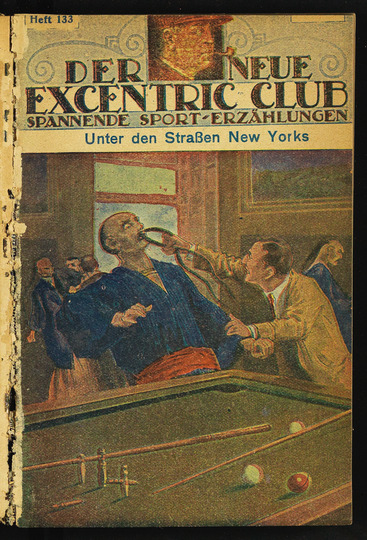 Heft 133
DER NEUE
EXCENTRIC CLUB
SPANNENDE SPORT-ERZÄHLUNGEN
Unter den Straßen New Yorks